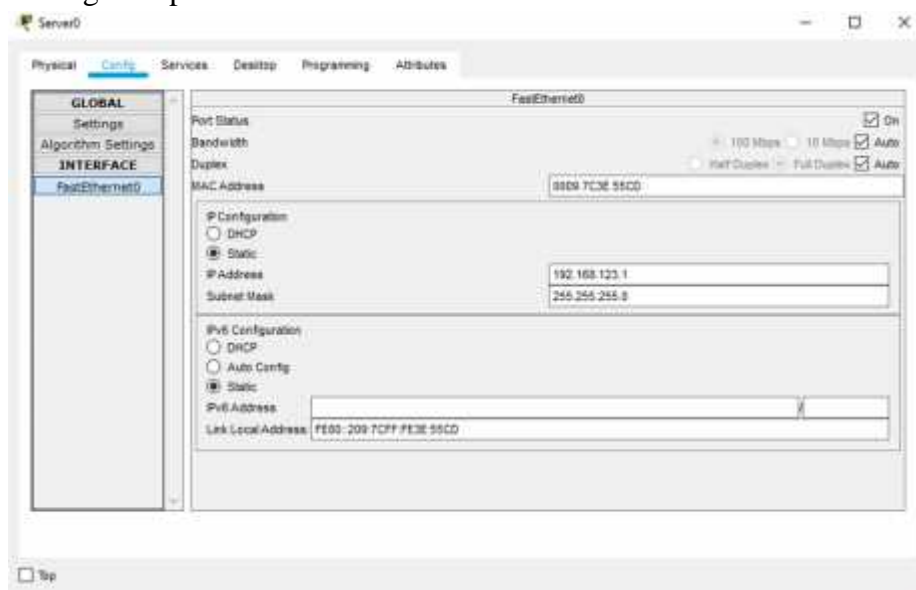 Server0
Physical Config Services Desktop Programming Attributes
GLOBAL
Settings
Algorithm Settings
INTERFACE
FastEthernet0
FastEthernet0
Port Status On
Bandwidth 100 Mbps 10 Mbps Auto
Duplex Half Duplex Full Duplex Auto
MAC Address 0009.7C3E.55CD
IP Configuration
DHCP
Static
IP Address 192.168.123.1
Subnet Mask 255.255.255.0
IPv6 Configuration
DHCP
Auto Config
Static
IPv6 Address /
Link Local Address: FE80::209:7CFF:FE3E:55CD
Top